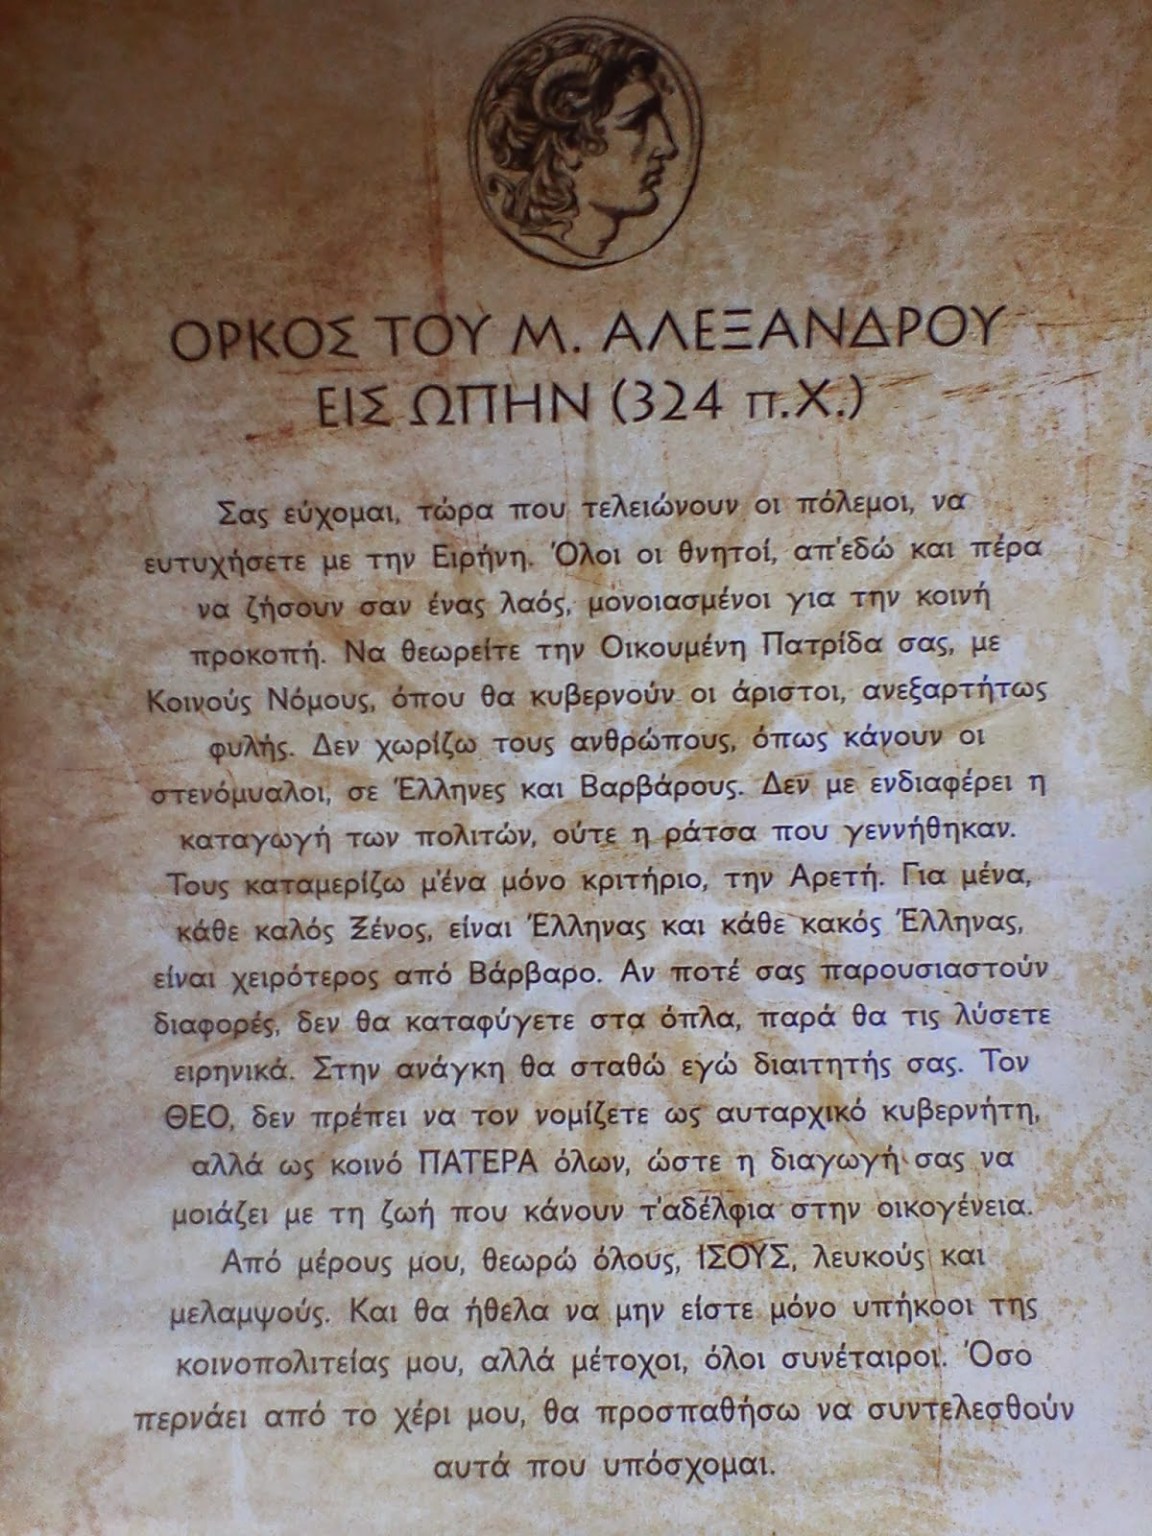 ΟΡΚΟΣ ΤΟΥ Μ. ΑΛΕΞΑΝΔΡΟΥ
ΕΙΣ ΩΠΗΝ (324 π.Χ.)
Σας εύχομαι, τώρα που τελειώνουν οι πόλεμοι, να
ευτυχήσετε με την Ειρήνη. Όλοι οι θνητοί, απ'εδώ και πέρα
να ζήσουν σαν ένας λαός, μονοιασμένοι για την κοινή
προκοπή. Να θεωρείτε την Οικουμένη Πατρίδα σας, με
Κοινούς Νόμους, όπου θα κυβερνούν οι άριστοι, ανεξαρτήτως
φυλής. Δεν χωρίζω τους ανθρώπους, όπως κάνουν οι
στενόμυαλοι, σε Έλληνες και Βαρβάρους. Δεν με ενδιαφέρει η
καταγωγή των πολιτών, ούτε η ράτσα που γεννήθηκαν.
Τους καταμερίζω μ'ένα μόνο κριτήριο, την Αρετή. Για μένα,
κάθε καλός Ξένος, είναι Έλληνας και κάθε κακός Έλληνας,
είναι χειρότερος από Βάρβαρο. Αν ποτέ σας παρουσιαστούν
διαφορές, δεν θα καταφύγετε στα όπλα, παρά θα τις λύσετε
ειρηνικά. Στην ανάγκη θα σταθώ εγώ διαιτητής σας. Τον
ΘΕΟ, δεν πρέπει να τον νομίζετε ως αυταρχικό κυβερνήτη,
αλλά ως κοινό ΠΑΤΕΡΑ όλων, ώστε η διαγωγή σας να
μοιάζει με τη ζωή που κάνουν τ'αδέλφια στην οικογένεια.
Από μέρους μου, θεωρώ όλους, ΙΣΟΥΣ, λευκούς και
μελαμψούς. Και θα ήθελα να μην είστε μόνο υπήκοοι της
κοινοπολιτείας μου, αλλά μέτοχοι, όλοι συνέταιροι. Όσο
περνάει από το χέρι μου, θα προσπαθήσω να συντελεσθούν
αυτά που υπόσχομαι.